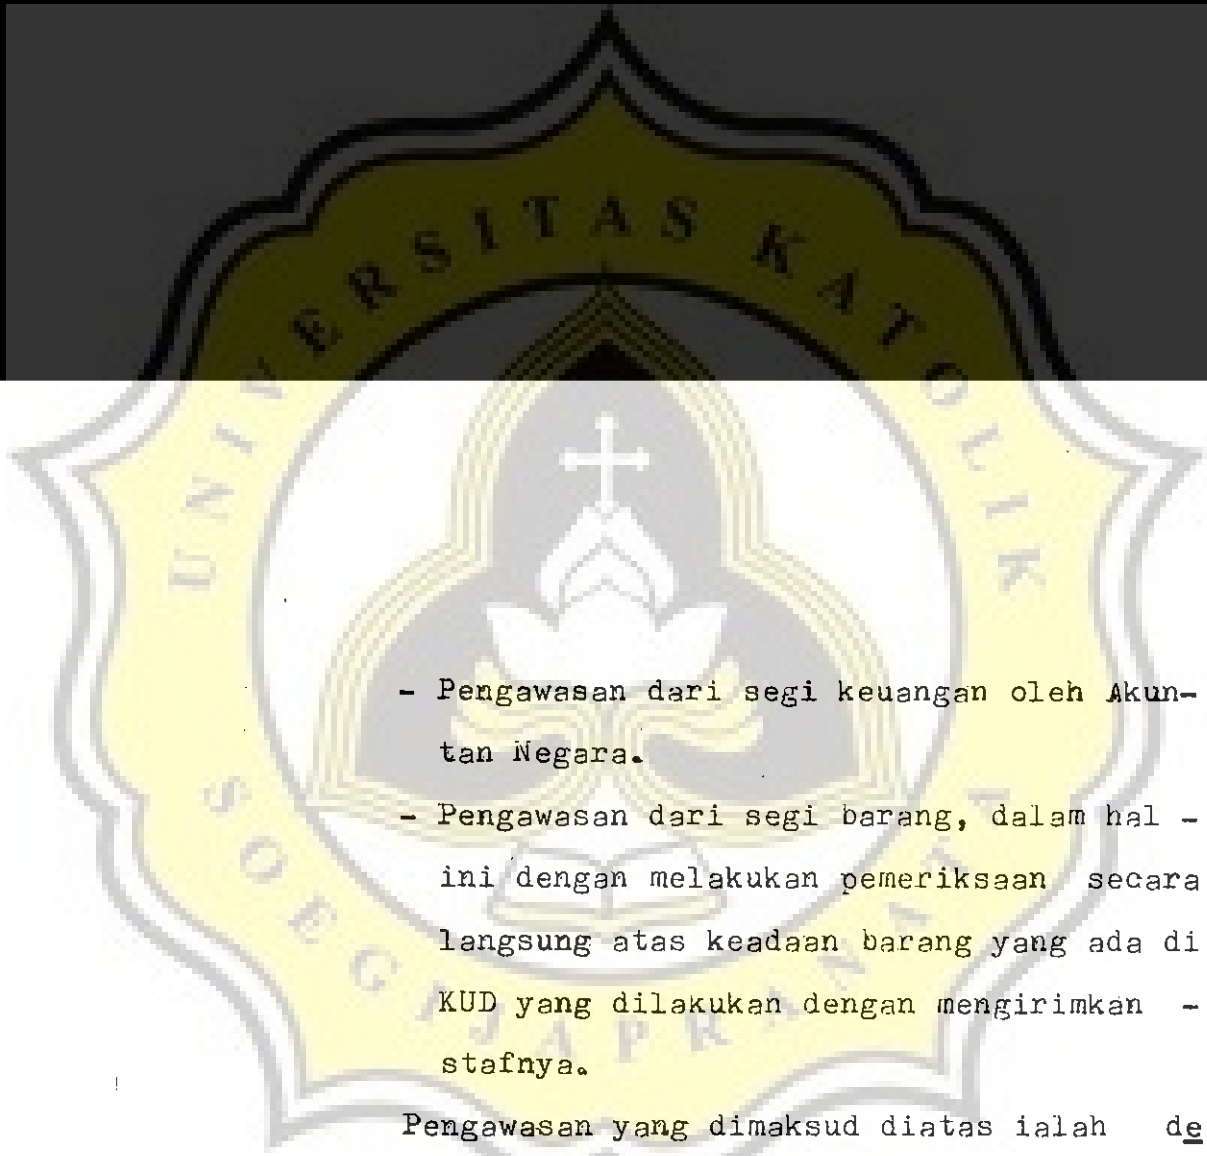 UNIVERSITAS KATOLIK
- Pengawasan dari segi keuangan oleh Akun-
tan Negara.
- Pengawasan dari segi barang, dalam hal -
ini dengan melakukan pemeriksaan secara
langsung atas keadaan barang yang ada di
KUD yang dilakukan dengan mengirimkan -
stafnya.
Pengawasan yang dimaksud diatas ialah de
SOEGIJAPRANATA